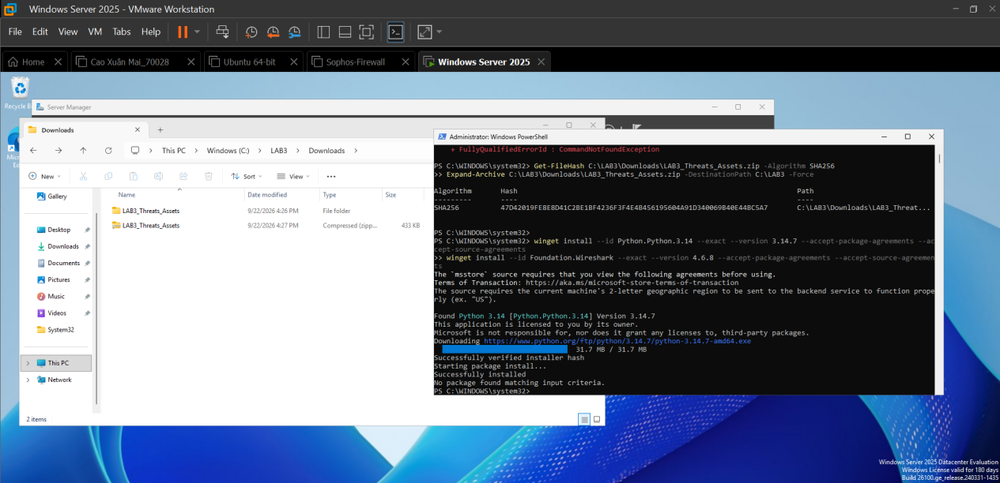 Windows Server 2025 - VMware Workstation
File Edit View VM Tabs Help
Home Cao Xuân Mai_70028 Ubuntu 64-bit Sophos-Firewall Windows Server 2025
Server Manager
Downloads
This PC Windows (C:) LAB3 Downloads
New Sort View
Gallery
Desktop
Downloads
Documents
Pictures
Music
Videos
System32
This PC
Network
Name Date modified Type Size
LAB3_Threats_Assets 9/22/2026 4:26 PM File folder
LAB3_Threats_Assets 9/22/2026 4:27 PM Compressed (zipp... 433 KB
2 items
Administrator: Windows PowerShell
+ FullyQualifiedErrorId : CommandNotFoundException
PS C:\WINDOWS\system32> Get-FileHash C:\LAB3\Downloads\LAB3_Threats_Assets.zip -Algorithm SHA256
>> Expand-Archive C:\LAB3\Downloads\LAB3_Threats_Assets.zip -DestinationPath C:\LAB3 -Force
Algorithm Hash Path
--------- ---- ----
SHA256 47D42019FE8E8D41C2BE1BF4236F3F4E4B456195604A91D340069B40E44BC5A7 C:\LAB3\Downloads\LAB3_Threat...
PS C:\WINDOWS\system32>
PS C:\WINDOWS\system32> winget install --id Python.Python.3.14 --exact --version 3.14.7 --accept-package-agreements --ac
cept-source-agreements
>> winget install --id Foundation.Wireshark --exact --version 4.6.8 --accept-package-agreements --accept-source-agreemen
ts
The `msstore` source requires that you view the following agreements before using.
Terms of Transaction: https://aka.ms/microsoft-store-terms-of-transaction
The source requires the current machine's 2-letter geographic region to be sent to the backend service to function prope
rly (ex. "US").
Found Python 3.14 [Python.Python.3.14] Version 3.14.7
This application is licensed to you by its owner.
Microsoft is not responsible for, nor does it grant any licenses to, third-party packages.
Downloading https://www.python.org/ftp/python/3.14.7/python-3.14.7-amd64.exe
31.7 MB / 31.7 MB
Successfully verified installer hash
Starting package install...
Successfully installed
No package found matching input criteria.
PS C:\WINDOWS\system32>
Windows Server 2025 Datacenter Evaluation
Windows License valid for 180 days
Build 26100.ge_release.240331-1435